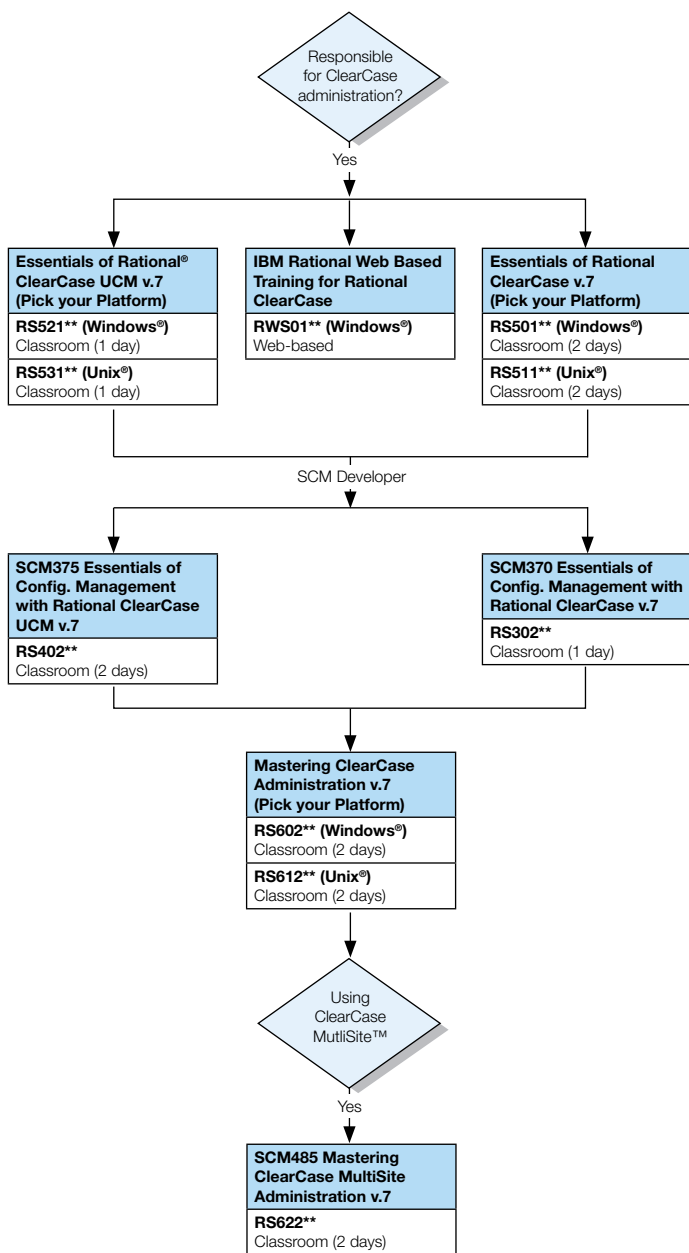 Responsible
for ClearCase
administration?
Yes
Essentials of Rational®
ClearCase UCM v.7
(Pick your Platform)
RS521** (Windows®)
Classroom (1 day)
RS531** (Unix®)
Classroom (1 day)
IBM Rational Web Based
Training for Rational
ClearCase
RWS01** (Windows®)
Web-based
Essentials of Rational
ClearCase v.7
(Pick your Platform)
RS501** (Windows®)
Classroom (2 days)
RS511** (Unix®)
Classroom (2 days)
SCM Developer
SCM375 Essentials of
Config. Management
with Rational ClearCase
UCM v.7
RS402**
Classroom (2 days)
SCM370 Essentials of
Config. Management with
Rational ClearCase v.7
RS302**
Classroom (1 day)
Mastering ClearCase
Administration v.7
(Pick your Platform)
RS602** (Windows®)
Classroom (2 days)
RS612** (Unix®)
Classroom (2 days)
Using
ClearCase
MutliSite™
Yes
SCM485 Mastering
ClearCase MultiSite
Administration v.7
RS622**
Classroom (2 days)